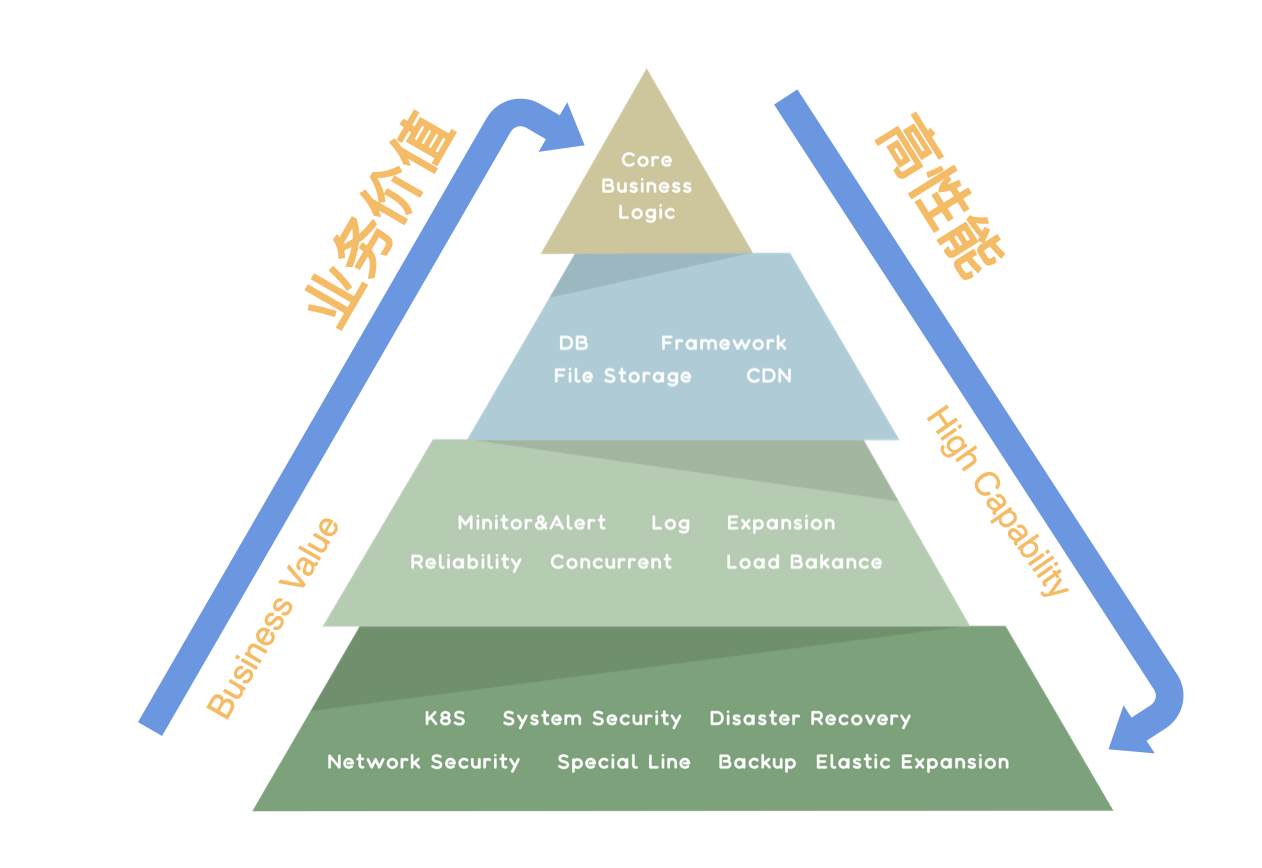 业务价值
高性能
Core
Business
Logic
DB Framework
File Storage CDN
High Capability
Business Value
Minitor&Alert Log Expansion
Reliability Concurrent Load Bakance
K8S System Security Disaster Recovery
Network Security Special Line Backup Elastic Expansion